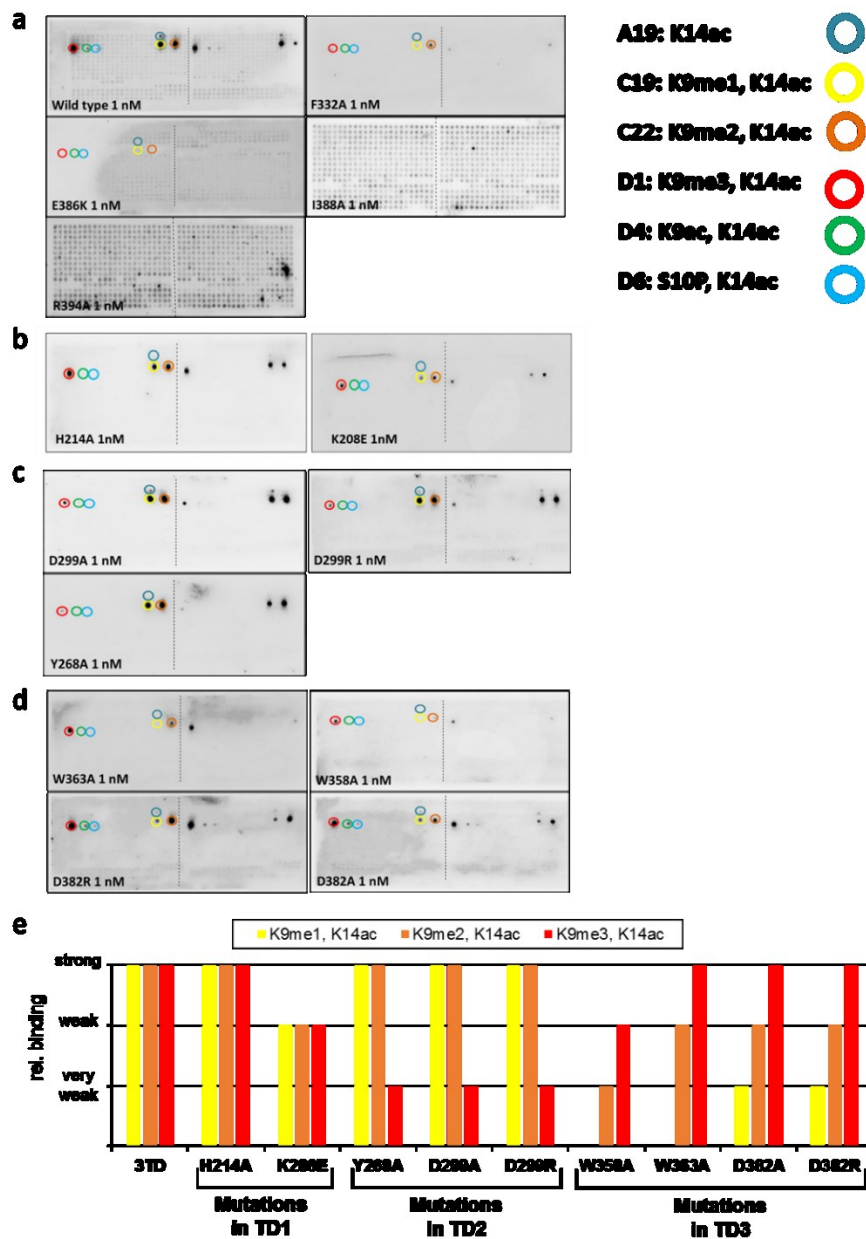 a
Wild type 1 nM
F332A 1 nM
E386K 1 nM
I388A 1 nM
R394A 1 nM
A19: K14ac
C19: K9me1, K14ac
C22: K9me2, K14ac
D1: K9me3, K14ac
D4: K9ac, K14ac
D6: S10P, K14ac
b
H214A 1nM
K208E 1nM
c
D299A 1 nM
D299R 1 nM
Y268A 1 nM
d
W363A 1 nM
W358A 1 nM
D382R 1 nM
D382A 1 nM
e
K9me1, K14ac K9me2, K14ac K9me3, K14ac
rel. binding
strong
weak
very
weak
3TD H214A K206E Y268A D299A D299R W358A W363A D382A D382R
Mutations
in TD1
Mutations
in TD2
Mutations
in TD3